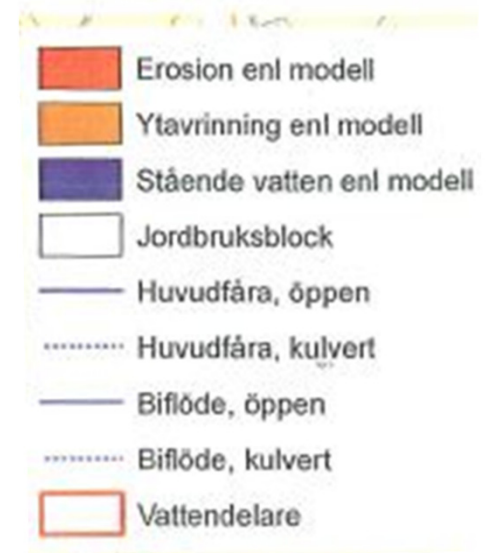 Erosion enl modell
Ytavrinning enl modell
Stående vatten enl modell
Jordbruksblock
Huvudfåra, öppen
Huvudfåra, kulvert
Biflöde, öppen
Biflöde, kulvert
Vattendelare